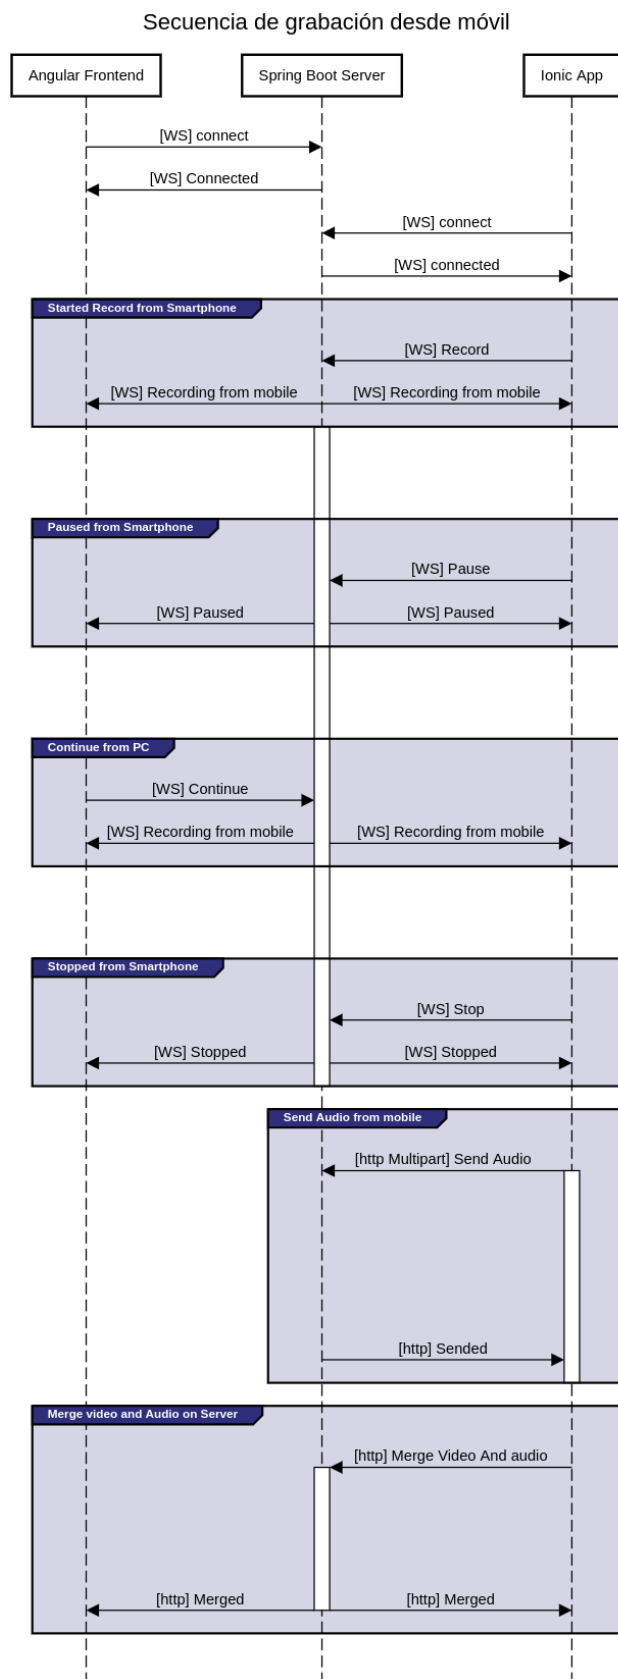 Secuencia de grabación desde móvil
Angular Frontend
Spring Boot Server
Ionic App
[WS] connect
[WS] Connected
[WS] connect
[WS] connected
Started Record from Smartphone
[WS] Record
[WS] Recording from mobile
[WS] Recording from mobile
Paused from Smartphone
[WS] Pause
[WS] Paused
[WS] Paused
Continue from PC
[WS] Continue
[WS] Recording from mobile
[WS] Recording from mobile
Stopped from Smartphone
[WS] Stop
[WS] Stopped
[WS] Stopped
Send Audio from mobile
[http Multipart] Send Audio
[http] Sended
Merge video and Audio on Server
[http] Merge Video And audio
[http] Merged
[http] Merged